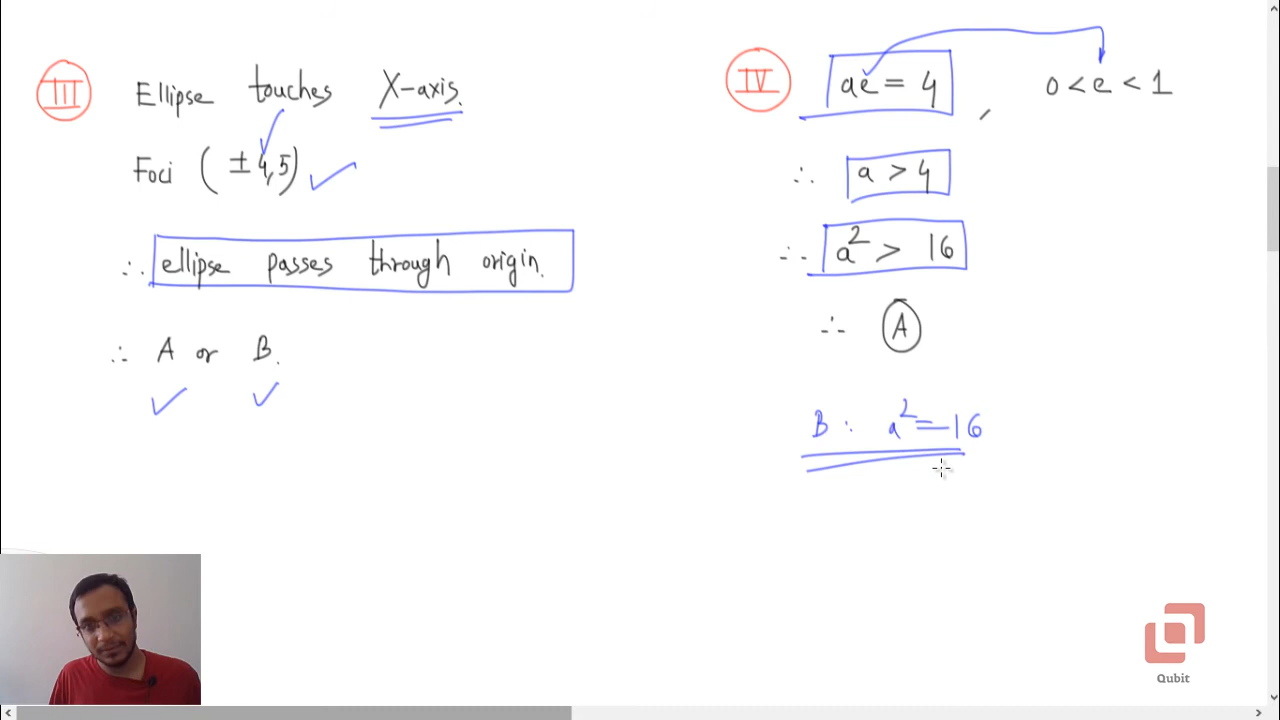 III Ellipse touches X-axis.
Foci (±4,5)
∴ ellipse passes through origin.
∴ A or B.
IV ae = 4, 0 < e < 1
∴ a > 4
∴ a² > 16
∴ A
B: a² = 16
Qubit